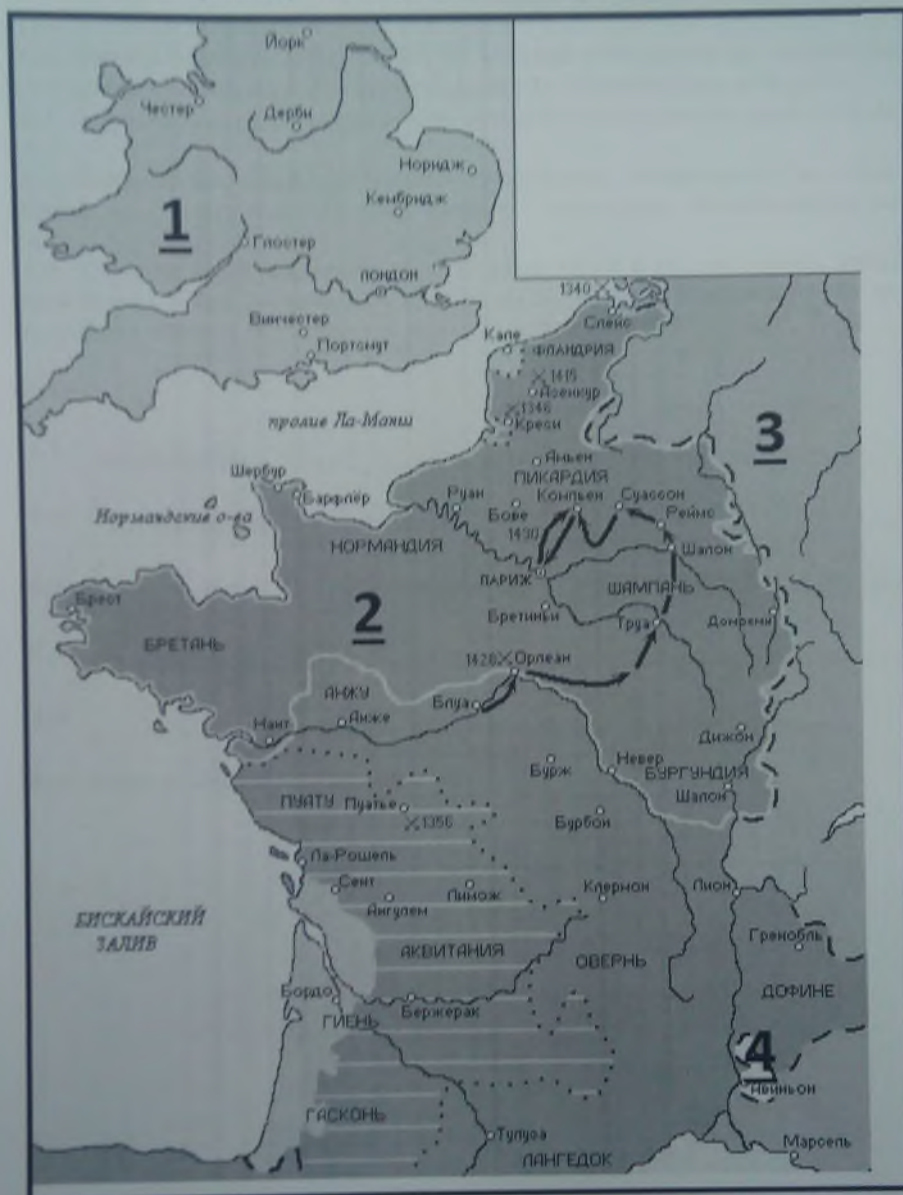 Йорк
Честер
Дерби
Норидж
Кембридж
1
Глостер
ЛОНДОН
Винчестер
Портсмут
1340
Слёйс
Кале
ФЛАНДРИЯ
1415
Азенкур
1346
Креси
3
пролив Ла-Манш
Амьен
ПИКАРДИЯ
Шербур
Барфлёр
Руан
Компьен
Суассон
Бове
Реймс
Нормандские о-ва
1430
НОРМАНДИЯ
Шалон
ПАРИЖ
ШАМПАНЬ
Брест
Бретиньи
Труа
Домреми
2
БРЕТАНЬ
1428
Орлеан
АНЖУ
Блуа
Нант
Анже
Дижон
Бурж
Невер
БУРГУНДИЯ
Шалон
ПУАТУ
Пуатье
1356
Бурбон
Ла-Рошель
Сент
Ангулем
Лимож
Клермон
Лион
БИСКАЙСКИЙ
ЗАЛИВ
Гренобль
АКВИТАНИЯ
ОВЕРНЬ
ДОФИНЕ
Бордо
ГИЕНЬ
Бержерак
4
Авиньон
ГАСКОНЬ
Тулуза
Марсель
ЛАНГЕДОК